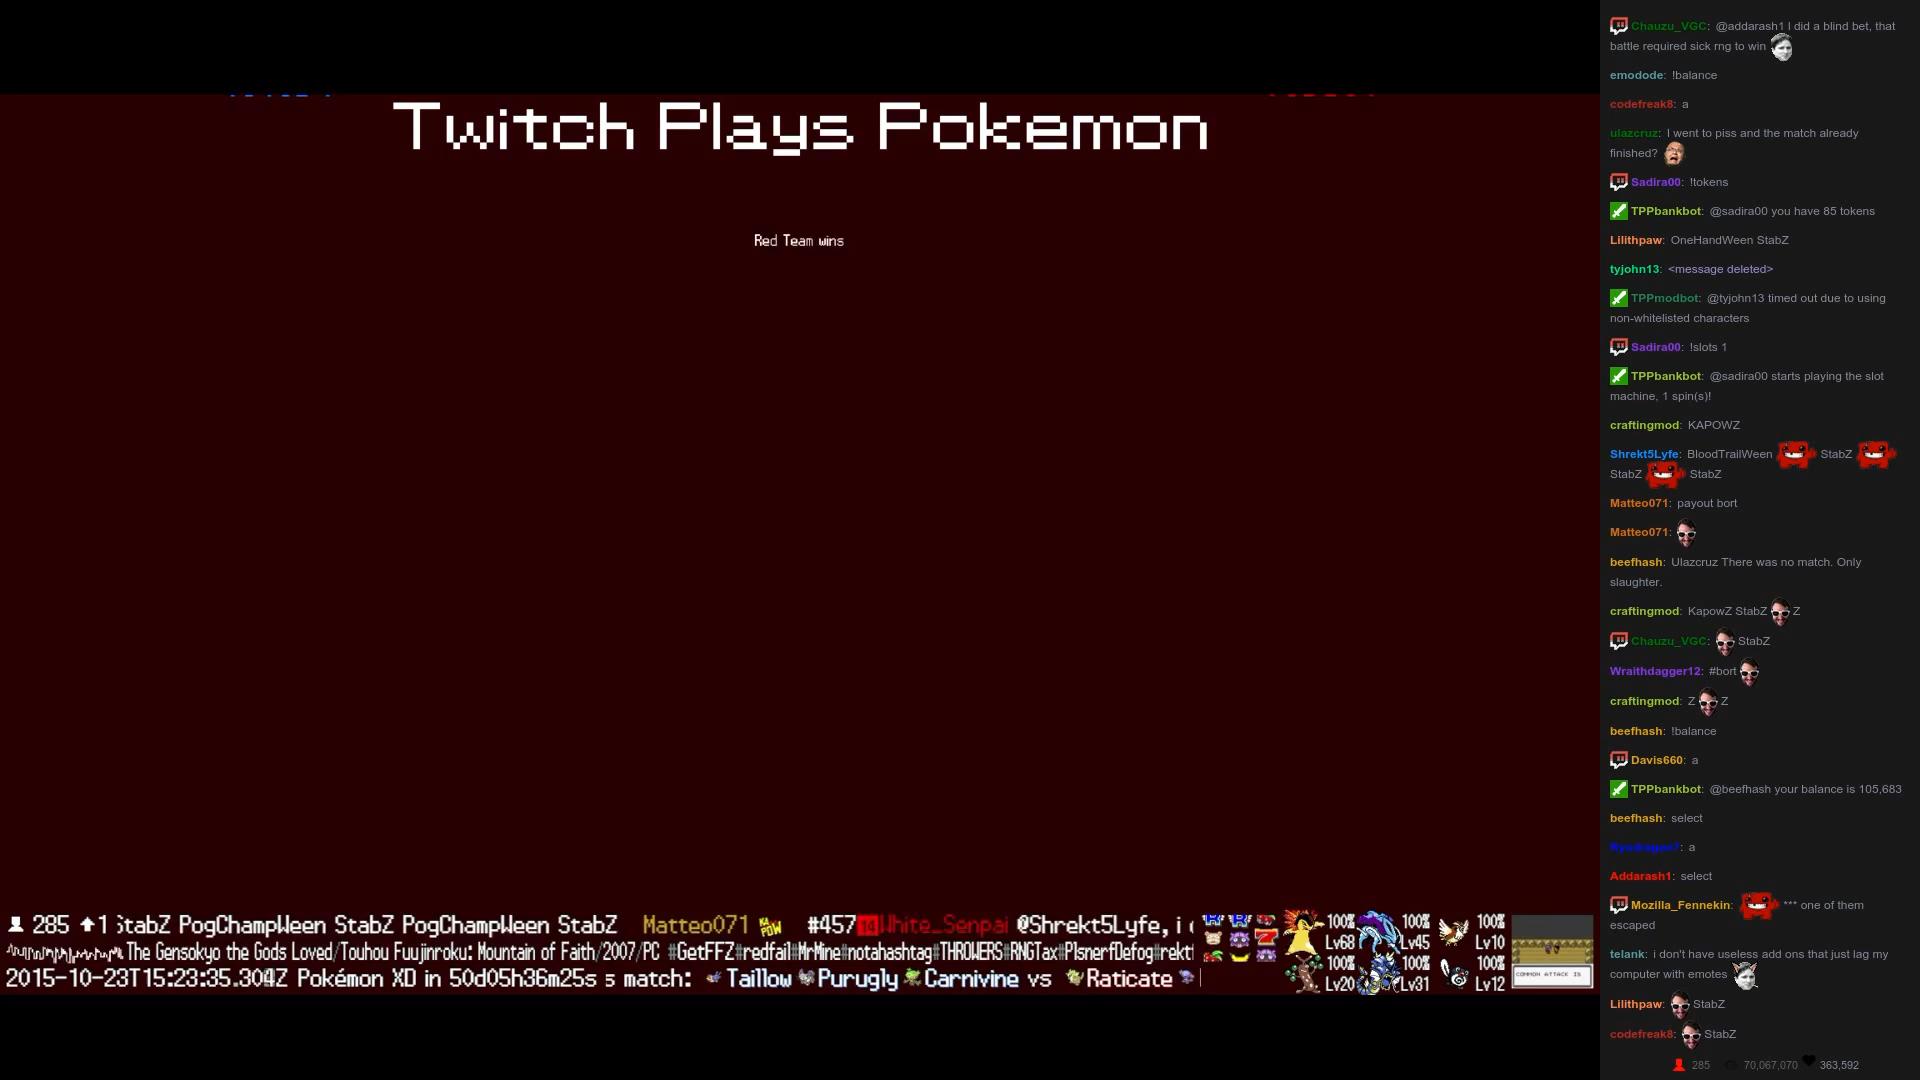 Twitch Plays Pokemon
Red Team wins
285 1 StabZ PogChampWeen StabZ PogChampWeen StabZ Matteo071 #457 White_Senpai @Shrekt5Lyfe, i
The Gensokyo the Gods Loved/Touhou Fuujinroku: Mountain of Faith/2007/PC #GetFFZ#redfail#MrMine#notahashtag#THROWERS#RNGTax#PlsnerfDefog#rekt
2015-10-23T15:23:35.304Z Pokémon XD in 50d05h36m25s s match: Taillow Purugly Carnivine vs Raticate
100% 100% 100%
Lv68 Lv45 Lv10
100% 100% 100%
Lv20 Lv31 Lv12
COMMON ATTACK IS
Chauzu_VGC: @addarash1 I did a blind bet, that
battle required sick rng to win
emodode: !balance
codefreak8: a
ulazcruz: I went to piss and the match already
finished?
Sadira00: !tokens
TPPbankbot: @sadira00 you have 85 tokens
Lilithpaw: OneHandWeen StabZ
tyjohn13: <message deleted>
TPPmodbot: @tyjohn13 timed out due to using
non-whitelisted characters
Sadira00: !slots 1
TPPbankbot: @sadira00 starts playing the slot
machine, 1 spin(s)!
craftingmod: KAPOWZ
Shrekt5Lyfe: BloodTrailWeen StabZ
StabZ StabZ
Matteo071: payout bort
Matteo071:
beefhash: Ulazcruz There was no match. Only
slaughter.
craftingmod: KapowZ StabZ Z
Chauzu_VGC: StabZ
Wraithdagger12: #bort
craftingmod: Z Z
beefhash: !balance
Davis660: a
TPPbankbot: @beefhash your balance is 105,683
beefhash: select
: a
Addarash1: select
Mozilla_Fennekin: *** one of them
escaped
telank: i don't have useless add ons that just lag my
computer with emotes
Lilithpaw: StabZ
codefreak8: StabZ
285 70,067,070 363,592